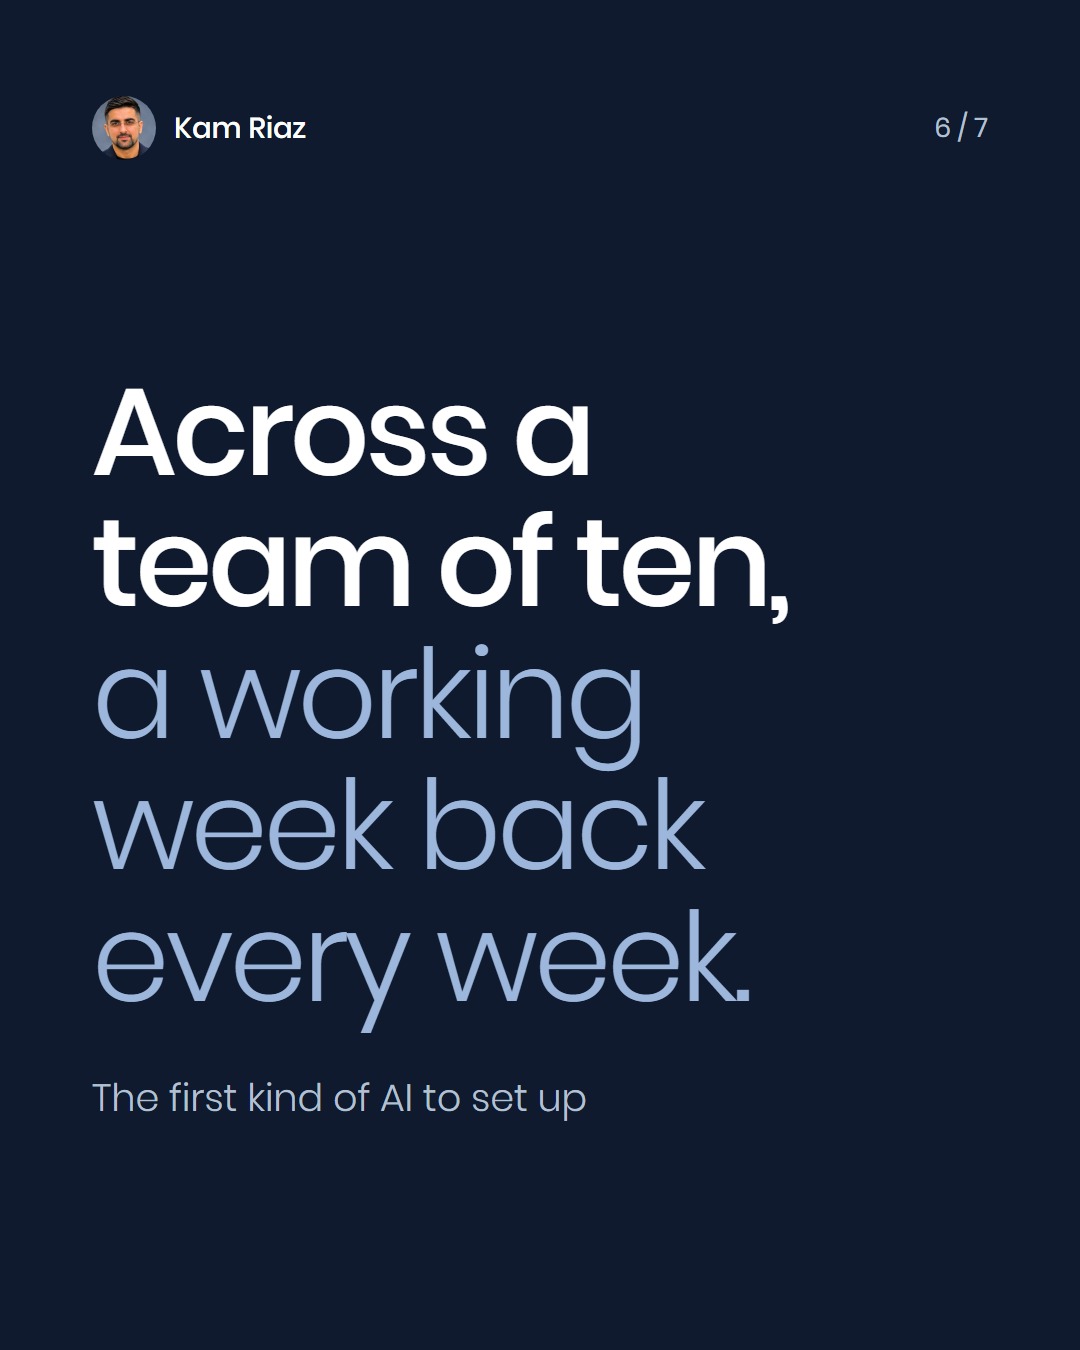 Kam Riaz
6 / 7
Across a
team of ten,
a working
week back
every week.
The first kind of AI to set up